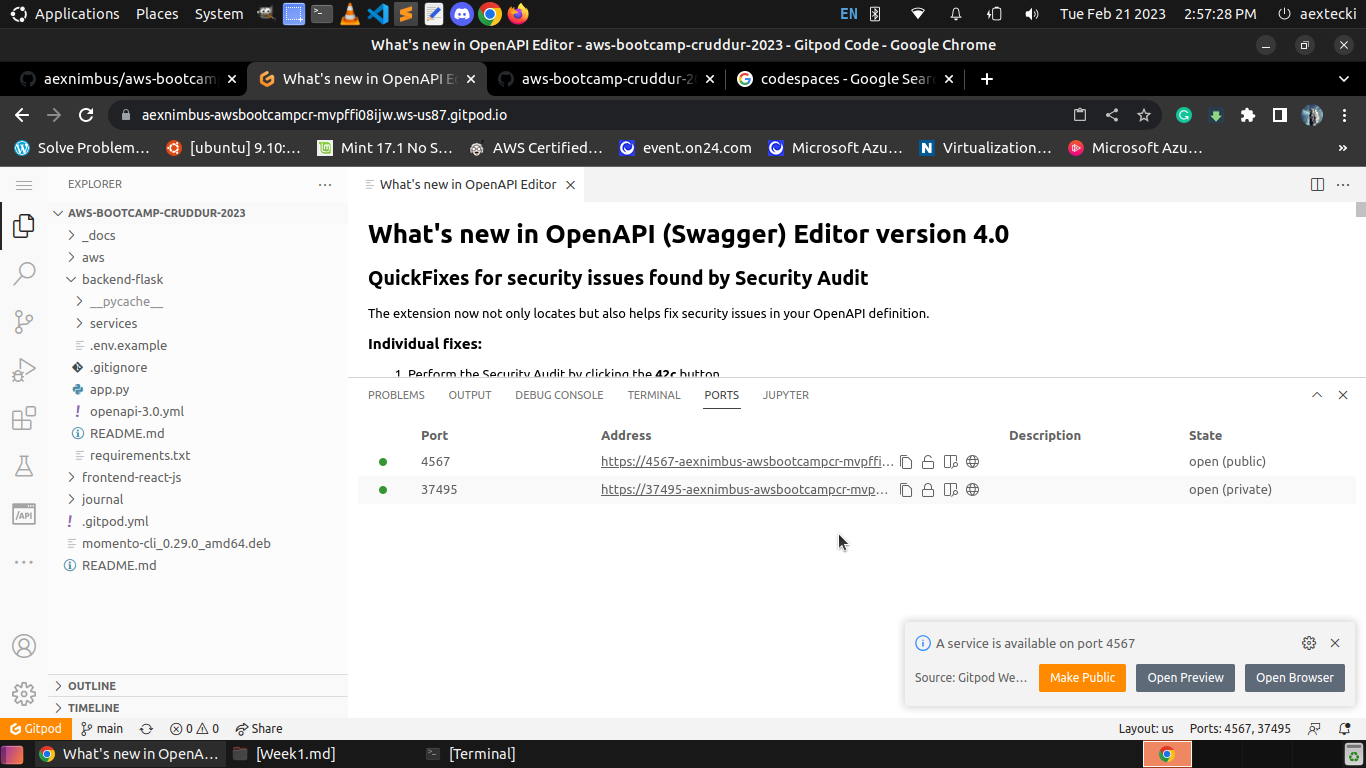 Applications Places System EN Tue Feb 21 2023 2:57:28 PM aextecki
What's new in OpenAPI Editor - aws-bootcamp-cruddur-2023 - Gitpod Code - Google Chrome
aexnimbus/aws-bootcam What's new in OpenAPI E aws-bootcamp-cruddur-2 codespaces - Google Sear
aexnimbus-awsbootcampcr-mvpffi08ijw.ws-us87.gitpod.io
Solve Problem… [ubuntu] 9.10:… Mint 17.1 No S… AWS Certified… event.on24.com Microsoft Azu… Virtualization… Microsoft Azu… »
EXPLORER
What's new in OpenAPI Editor
AWS-BOOTCAMP-CRUDDUR-2023
_docs
aws
backend-flask
__pycache__
services
.env.example
.gitignore
app.py
openapi-3.0.yml
README.md
requirements.txt
frontend-react-js
journal
.gitpod.yml
momento-cli_0.29.0_amd64.deb
README.md
OUTLINE
TIMELINE
/API
What's new in OpenAPI (Swagger) Editor version 4.0
QuickFixes for security issues found by Security Audit
The extension now not only locates but also helps fix security issues in your OpenAPI definition.
Individual fixes:
1. Perform the Security Audit by clicking the 42c button
PROBLEMS OUTPUT DEBUG CONSOLE TERMINAL PORTS JUPYTER
Port Address Description State
4567 https://4567-aexnimbus-awsbootcampcr-mvpffi… open (public)
37495 https://37495-aexnimbus-awsbootcampcr-mvp… open (private)
A service is available on port 4567
Source: Gitpod We… Make Public Open Preview Open Browser
Gitpod main 0 0 Share Layout: us Ports: 4567, 37495
What's new in OpenA… [Week1.md] [Terminal]